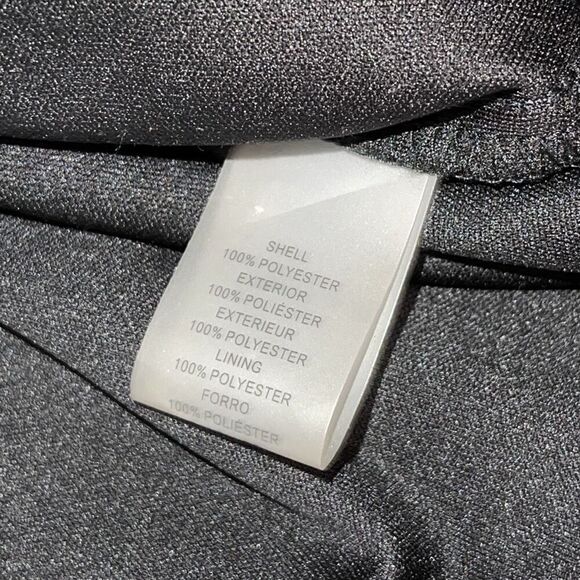 SHELL
100% POLYESTER
EXTERIOR
100% POLIÉSTER
EXTERIEUR
100% POLYESTER
LINING
100% POLYESTER
FORRO
100% POLIÉSTER